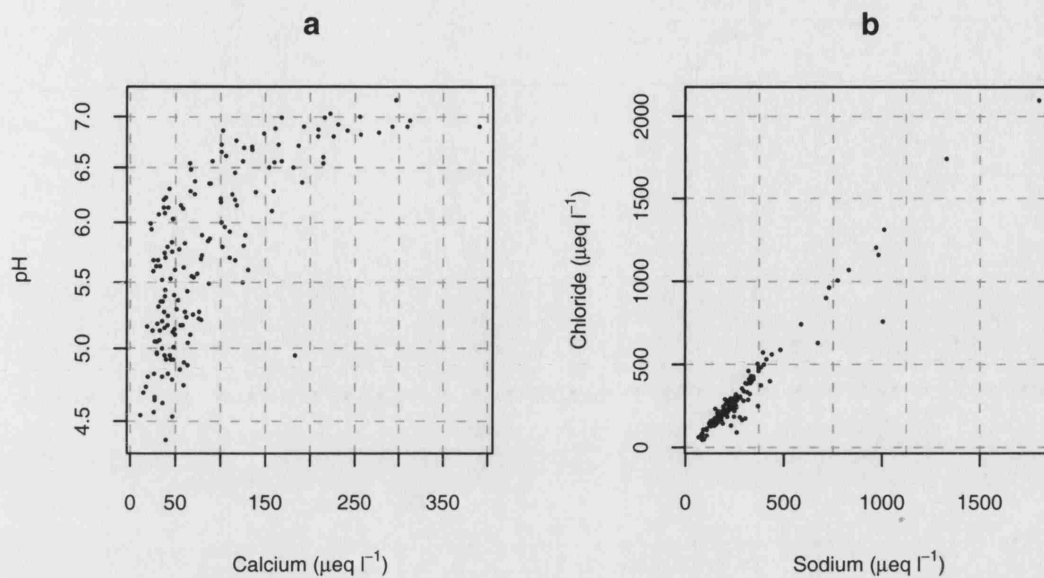 a
pH
4.5 5.0 5.5 6.0 6.5 7.0
0 50 150 250 350
Calcium (μeq l⁻¹)
b
Chloride (μeq l⁻¹)
0 500 1000 1500 2000
0 500 1000 1500
Sodium (μeq l⁻¹)